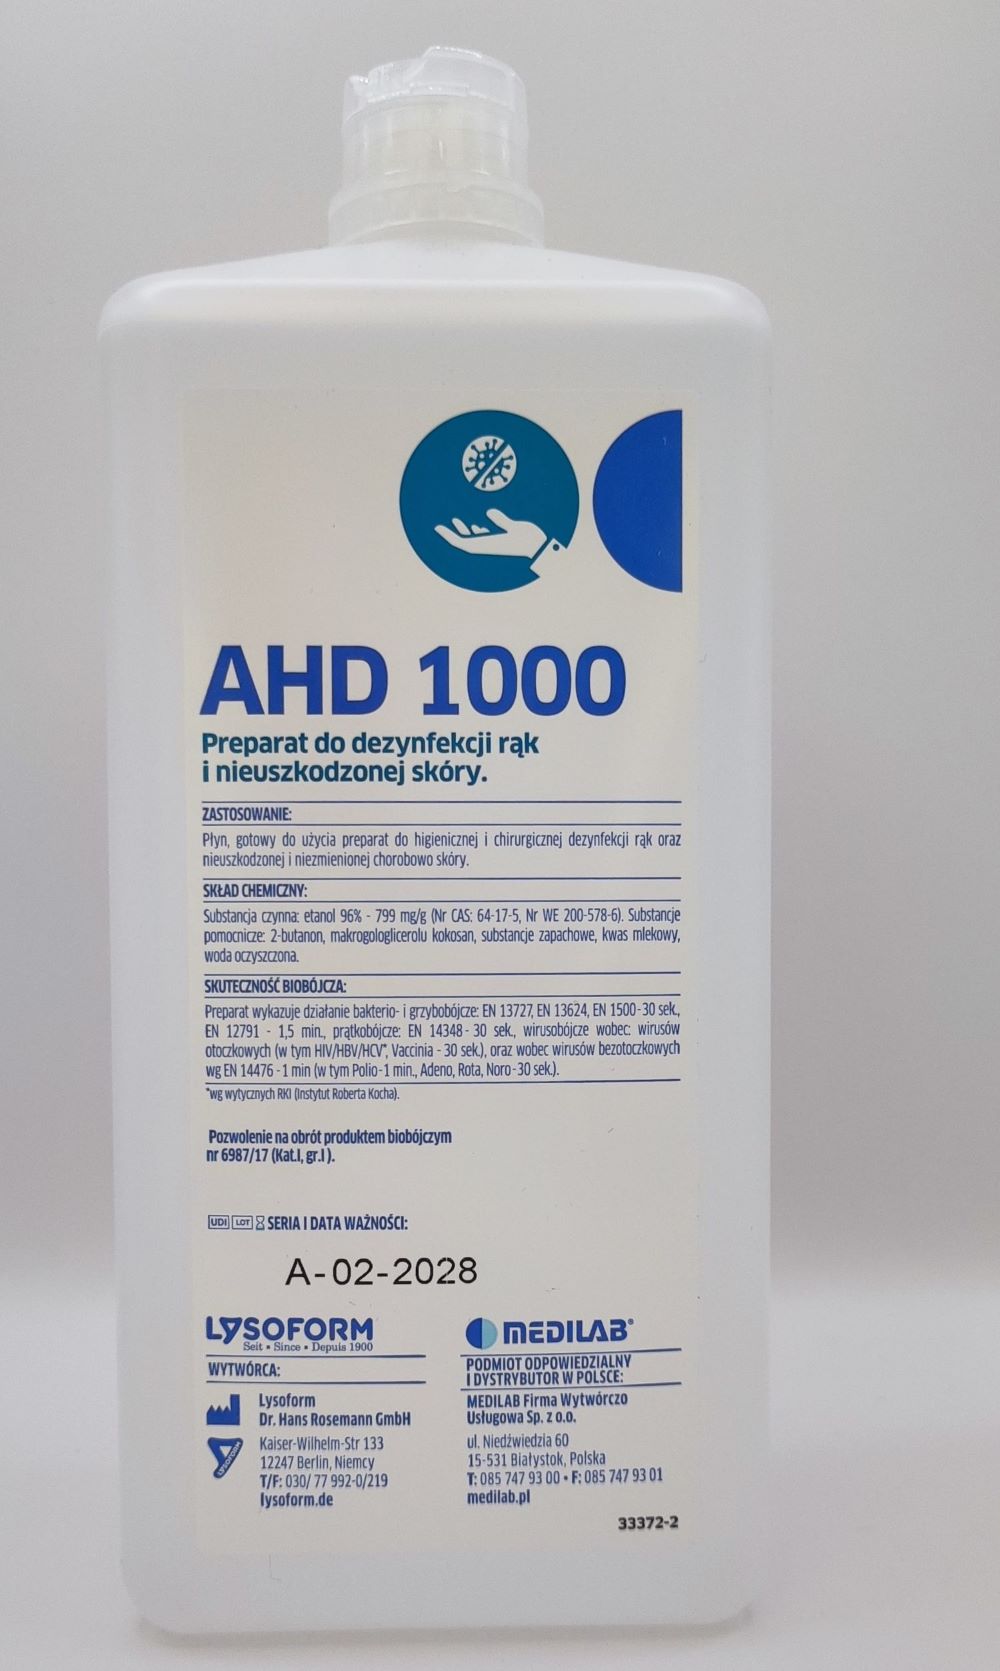 AHD 1000
Preparat do dezynfekcji rąk
i nieuszkodzonej skóry.
ZASTOSOWANIE:
Płyn, gotowy do użycia preparat do higienicznej i chirurgicznej dezynfekcji rąk oraz
nieuszkodzonej i niezmienionej chorobowo skóry.
SKŁAD CHEMICZNY:
Substancja czynna: etanol 96% - 799 mg/g (Nr CAS: 64-17-5, Nr WE 200-578-6). Substancje
pomocnicze: 2-butanon, makrogologlicerolu kokosan, substancje zapachowe, kwas mlekowy,
woda oczyszczona.
SKUTECZNOŚĆ BIOBÓJCZA:
Preparat wykazuje działanie bakterio- i grzybobójcze: EN 13727, EN 13624, EN 1500-30 sek.,
EN 12791 - 1,5 min., prątkobójcze: EN 14348 - 30 sek., wirusobójcze wobec: wirusów
otoczkowych (w tym HIV/HBV/HCV*, Vaccinia - 30 sek.), oraz wobec wirusów bezotoczkowych
wg EN 14476 - 1 min (w tym Polio-1 min., Adeno, Rota, Noro-30 sek.).
*wg wytycznych RKI (Instytut Roberta Kocha).
Pozwolenie na obrót produktem biobójczym
nr 6987/17 (Kat.I, gr.I ).
UDI LOT SERIA I DATA WAŻNOŚCI:
A-02-2028
LYSOFORM
Seit • Since • Depuis 1900
WYTWÓRCA:
Lysoform
Dr. Hans Rosemann GmbH
LYSOFORM
Kaiser-Wilhelm-Str 133
12247 Berlin, Niemcy
T/F: 030/ 77 992-0/219
lysoform.de
MEDILAB®
PODMIOT ODPOWIEDZIALNY
I DYSTRYBUTOR W POLSCE:
MEDILAB Firma Wytwórczo
Usługowa Sp. z o.o.
ul. Niedźwiedzia 60
15-531 Białystok, Polska
T: 085 747 93 00 • F: 085 747 93 01
medilab.pl
33372-2